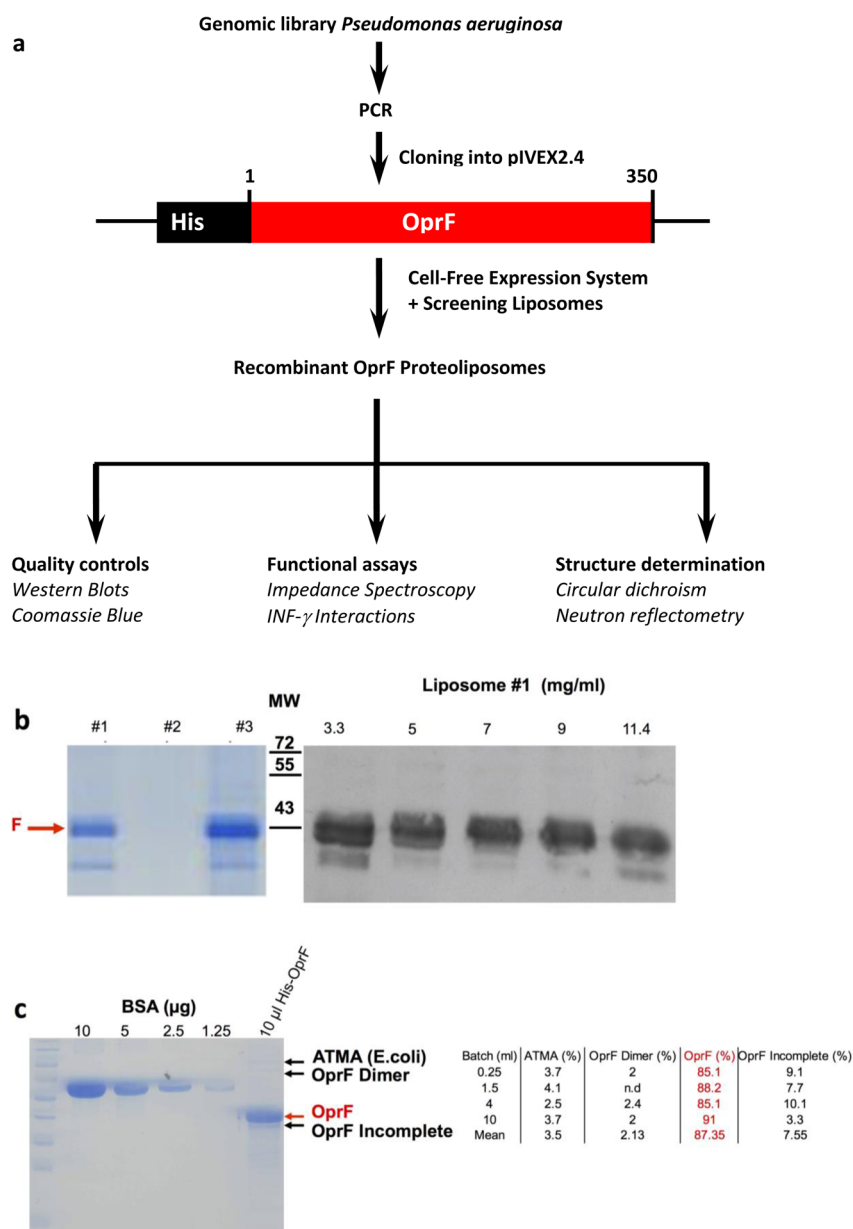 a
Genomic library Pseudomonas aeruginosa
PCR
Cloning into pIVEX2.4
1
350
His
OprF
Cell-Free Expression System
+ Screening Liposomes
Recombinant OprF Proteoliposomes
Quality controls
Western Blots
Coomassie Blue
Functional assays
Impedance Spectroscopy
INF-γ Interactions
Structure determination
Circular dichroism
Neutron reflectometry
b
#1 #2 #3
MW
72
55
43
F
Liposome #1 (mg/ml)
3.3 5 7 9 11.4
c
BSA (µg)
10 5 2.5 1.25
10 µl His-OprF
ATMA (E.coli)
OprF Dimer
OprF
OprF Incomplete
Batch (ml) ATMA (%) OprF Dimer (%) OprF (%) OprF Incomplete (%)
0.25 3.7 2 85.1 9.1
1.5 4.1 n.d 88.2 7.7
4 2.5 2.4 85.1 10.1
10 3.7 2 91 3.3
Mean 3.5 2.13 87.35 7.55